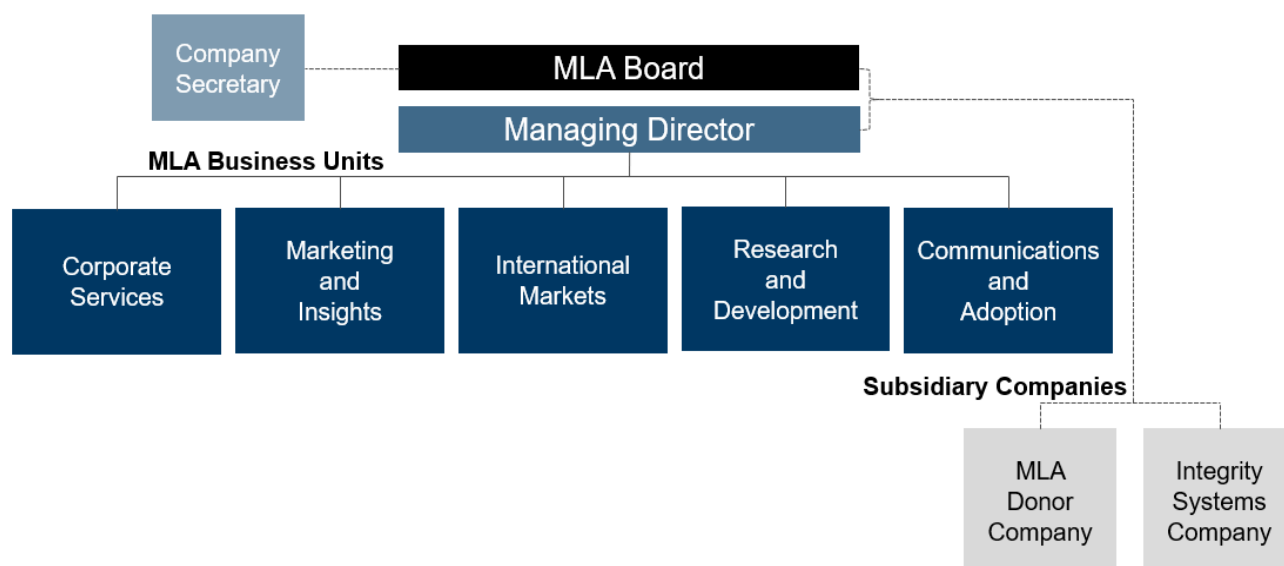 Company
Secretary
MLA Board
Managing Director
MLA Business Units
Corporate
Services
Marketing
and
Insights
International
Markets
Research
and
Development
Communications
and
Adoption
Subsidiary Companies
MLA
Donor
Company
Integrity
Systems
Company